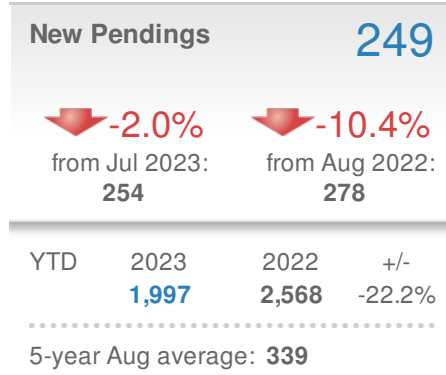 New Pendings 249
-2.0% -10.4%
from Jul 2023: from Aug 2022:
254 278
YTD 2023 2022 +/-
1,997 2,568 -22.2%
5-year Aug average: 339